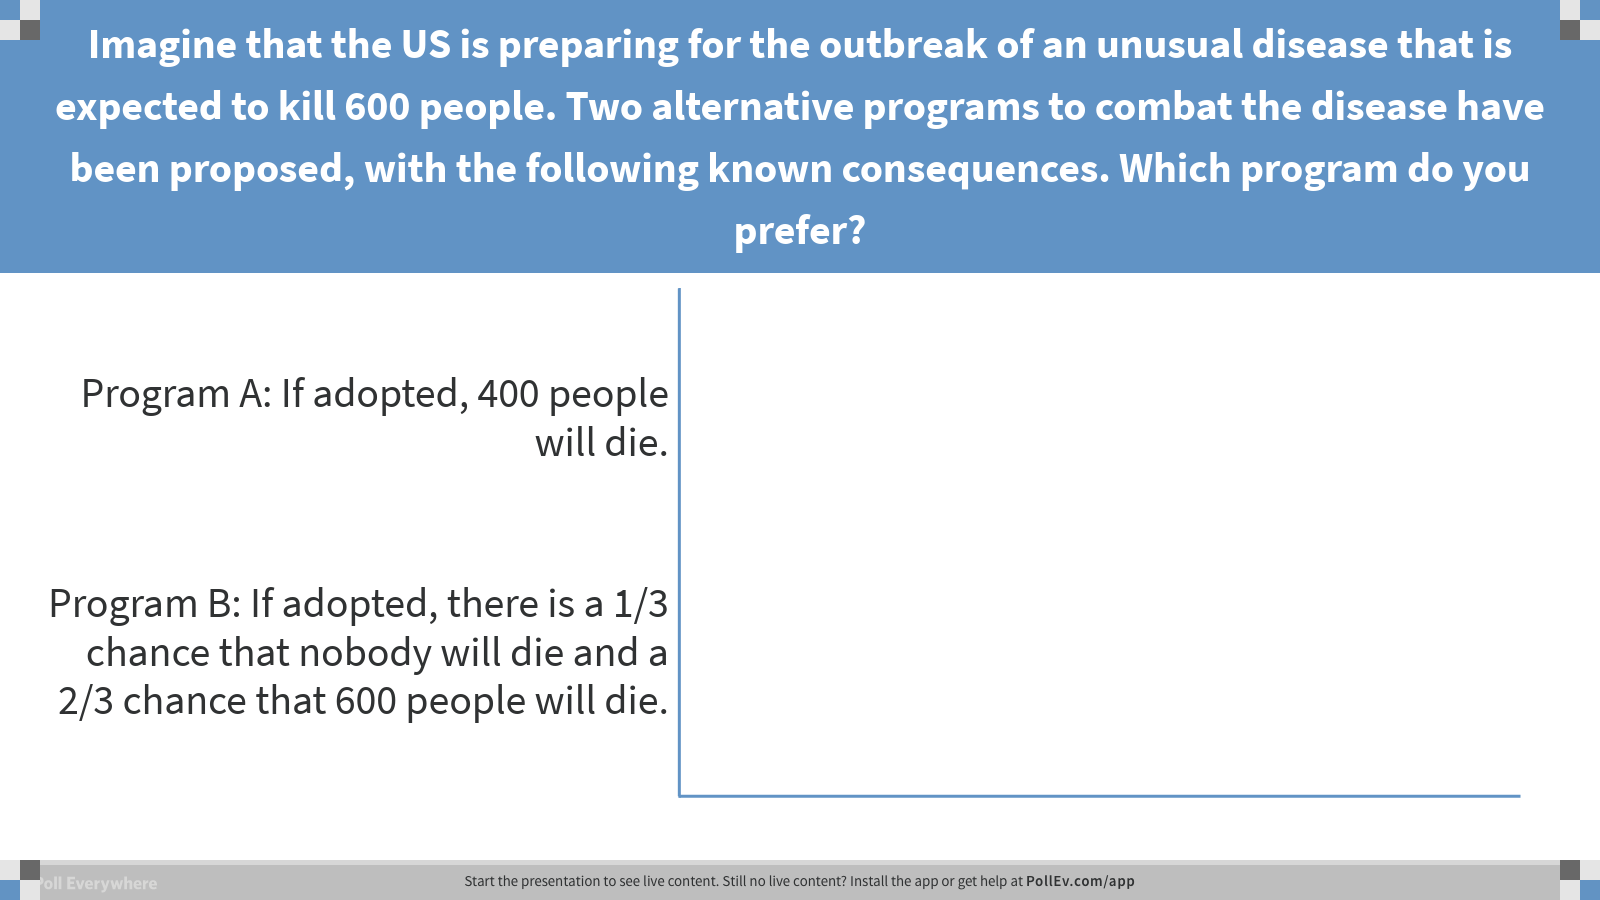 Imagine that the US is preparing for the outbreak of an unusual disease that is
expected to kill 600 people. Two alternative programs to combat the disease have
been proposed, with the following known consequences. Which program do you
prefer?
Program A: If adopted, 400 people
will die.
Program B: If adopted, there is a 1/3
chance that nobody will die and a
2/3 chance that 600 people will die.
Poll Everywhere
Start the presentation to see live content. Still no live content? Install the app or get help at PollEv.com/app